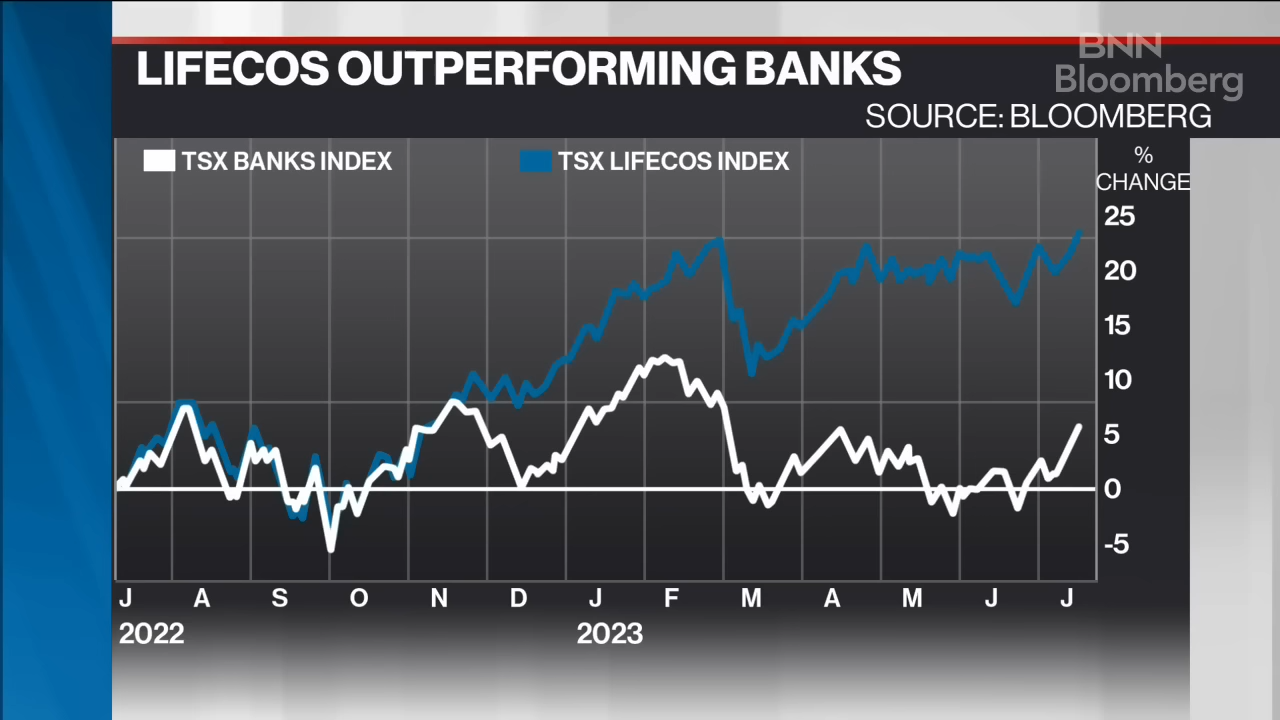 LIFECOS OUTPERFORMING BANKS
BNN
Bloomberg
SOURCE: BLOOMBERG
TSX BANKS INDEX
TSX LIFECOS INDEX
%
CHANGE
25
20
15
10
5
0
-5
J A S O N D J F M A M J J
2022 2023